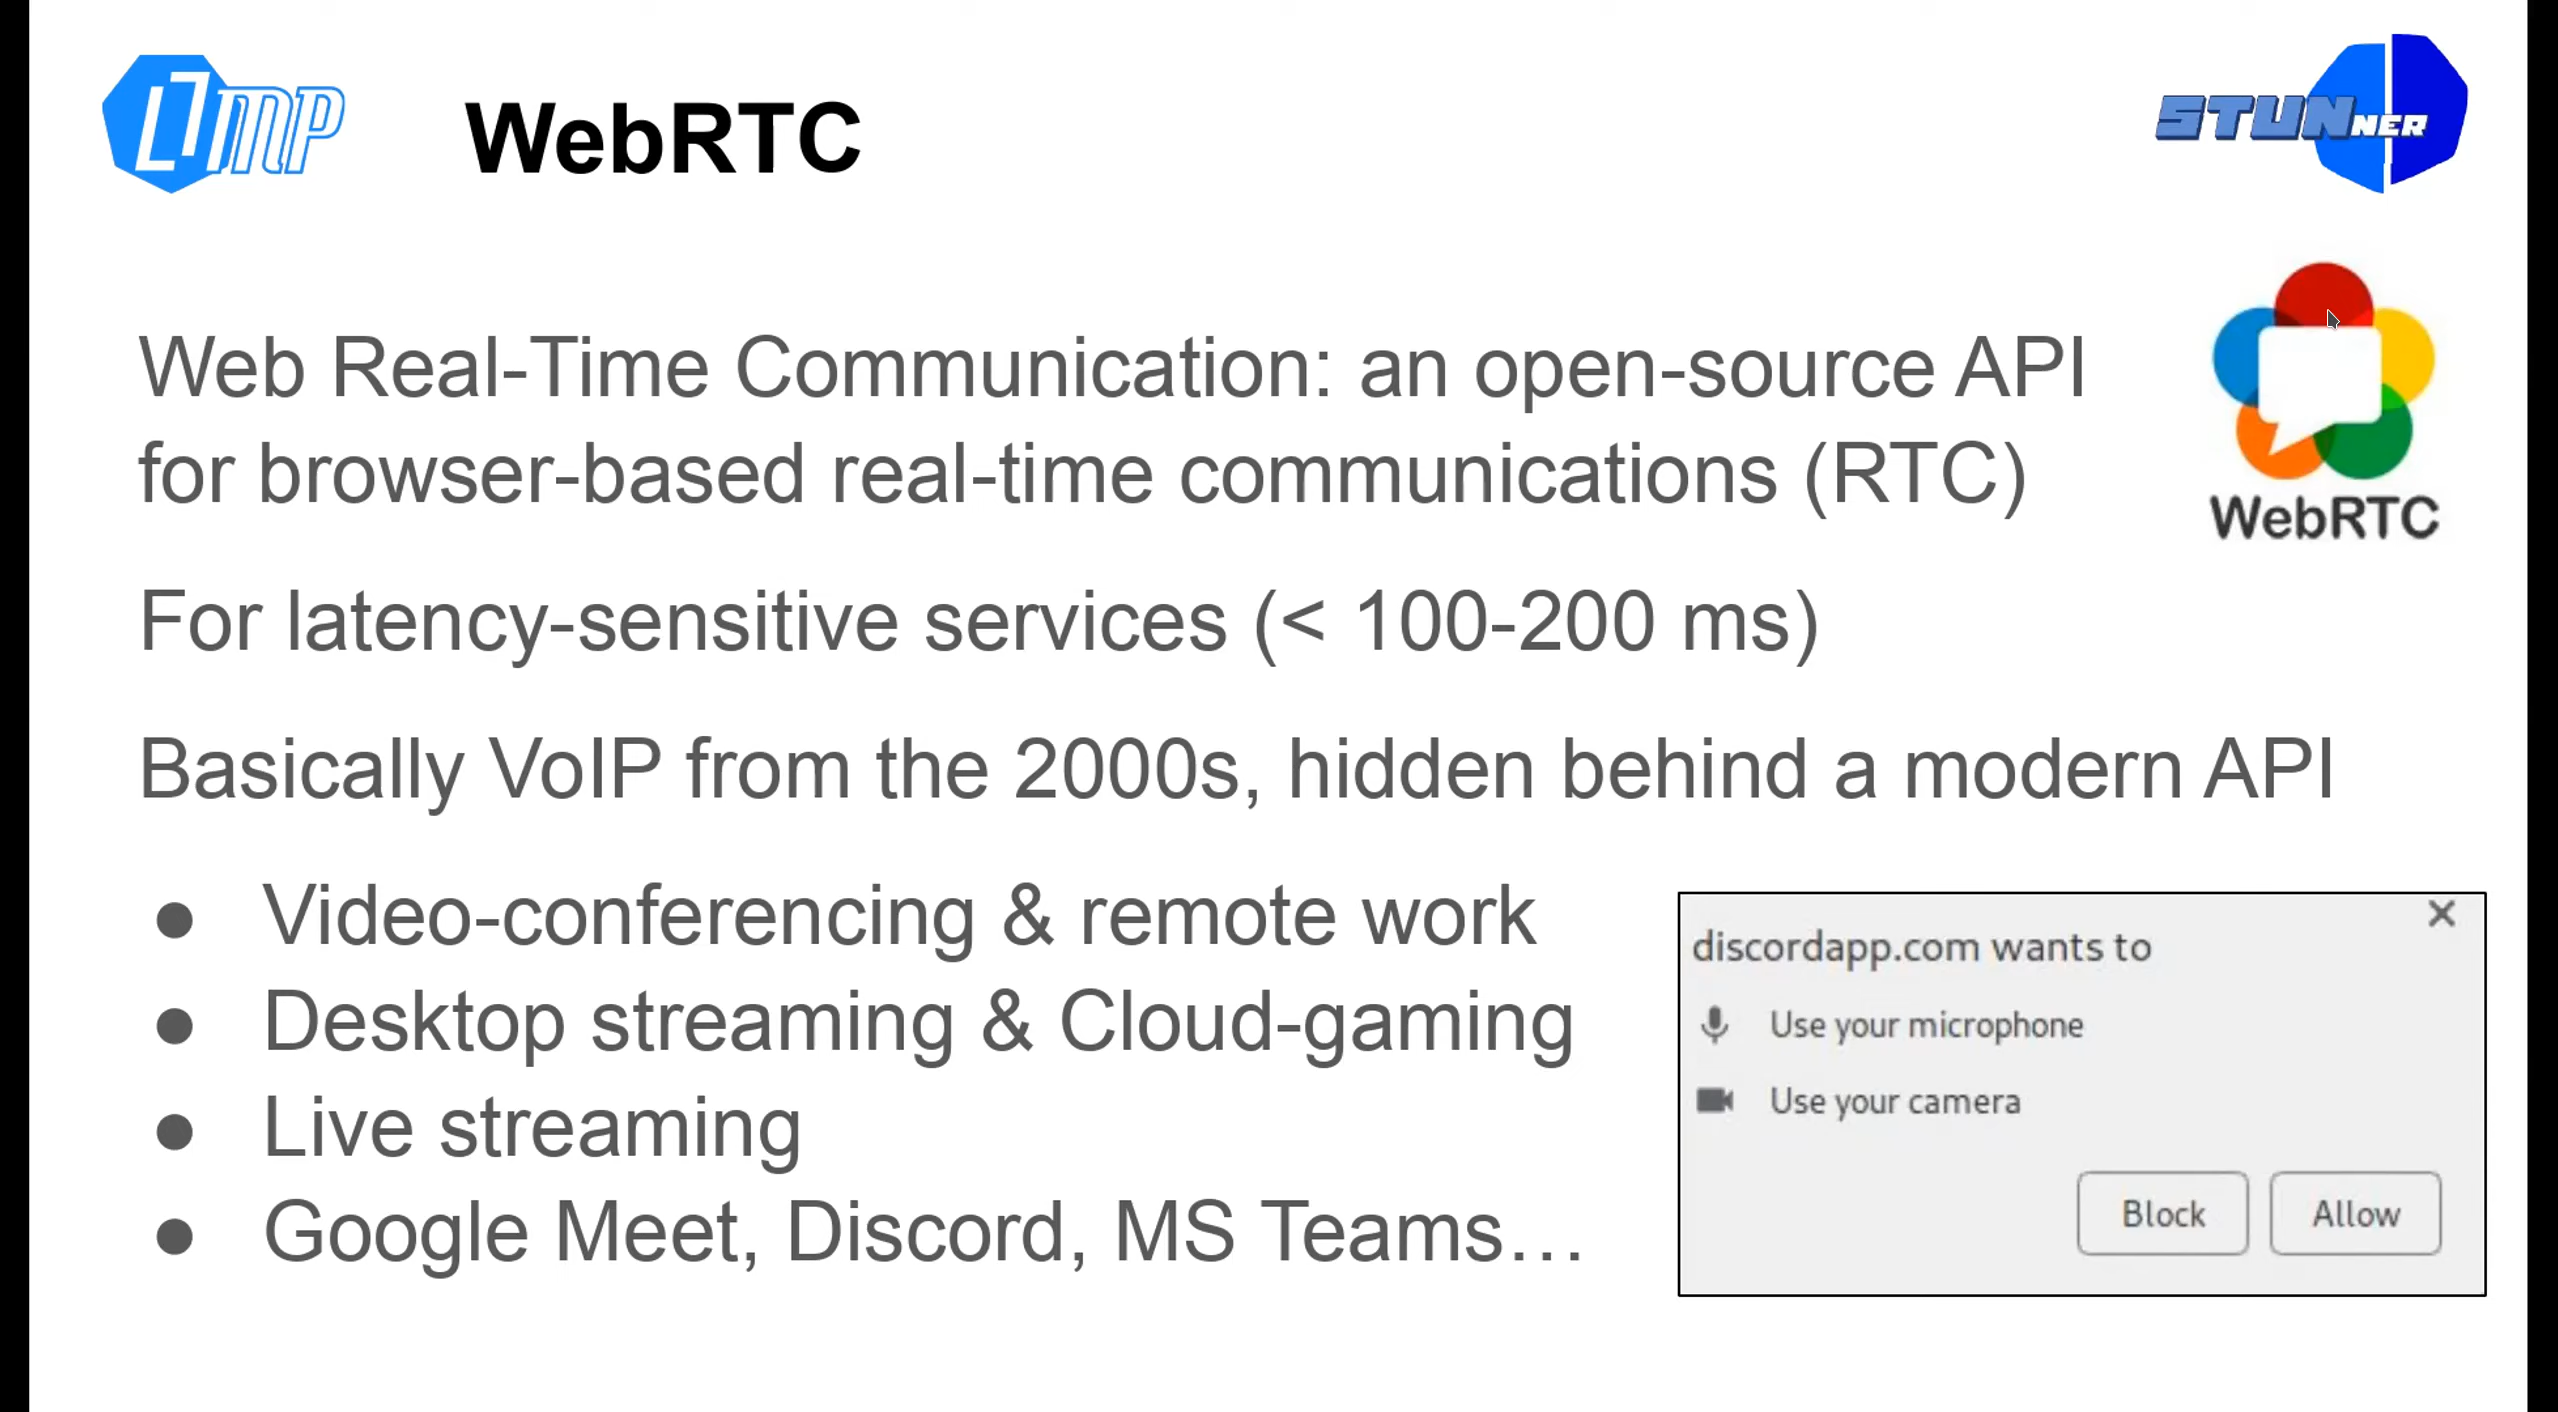 L7mp
WebRTC
STUNner
Web Real-Time Communication: an open-source API
for browser-based real-time communications (RTC)
WebRTC
For latency-sensitive services (< 100-200 ms)
Basically VoIP from the 2000s, hidden behind a modern API
● Video-conferencing & remote work
● Desktop streaming & Cloud-gaming
● Live streaming
● Google Meet, Discord, MS Teams…
discordapp.com wants to
Use your microphone
Use your camera
Block Allow